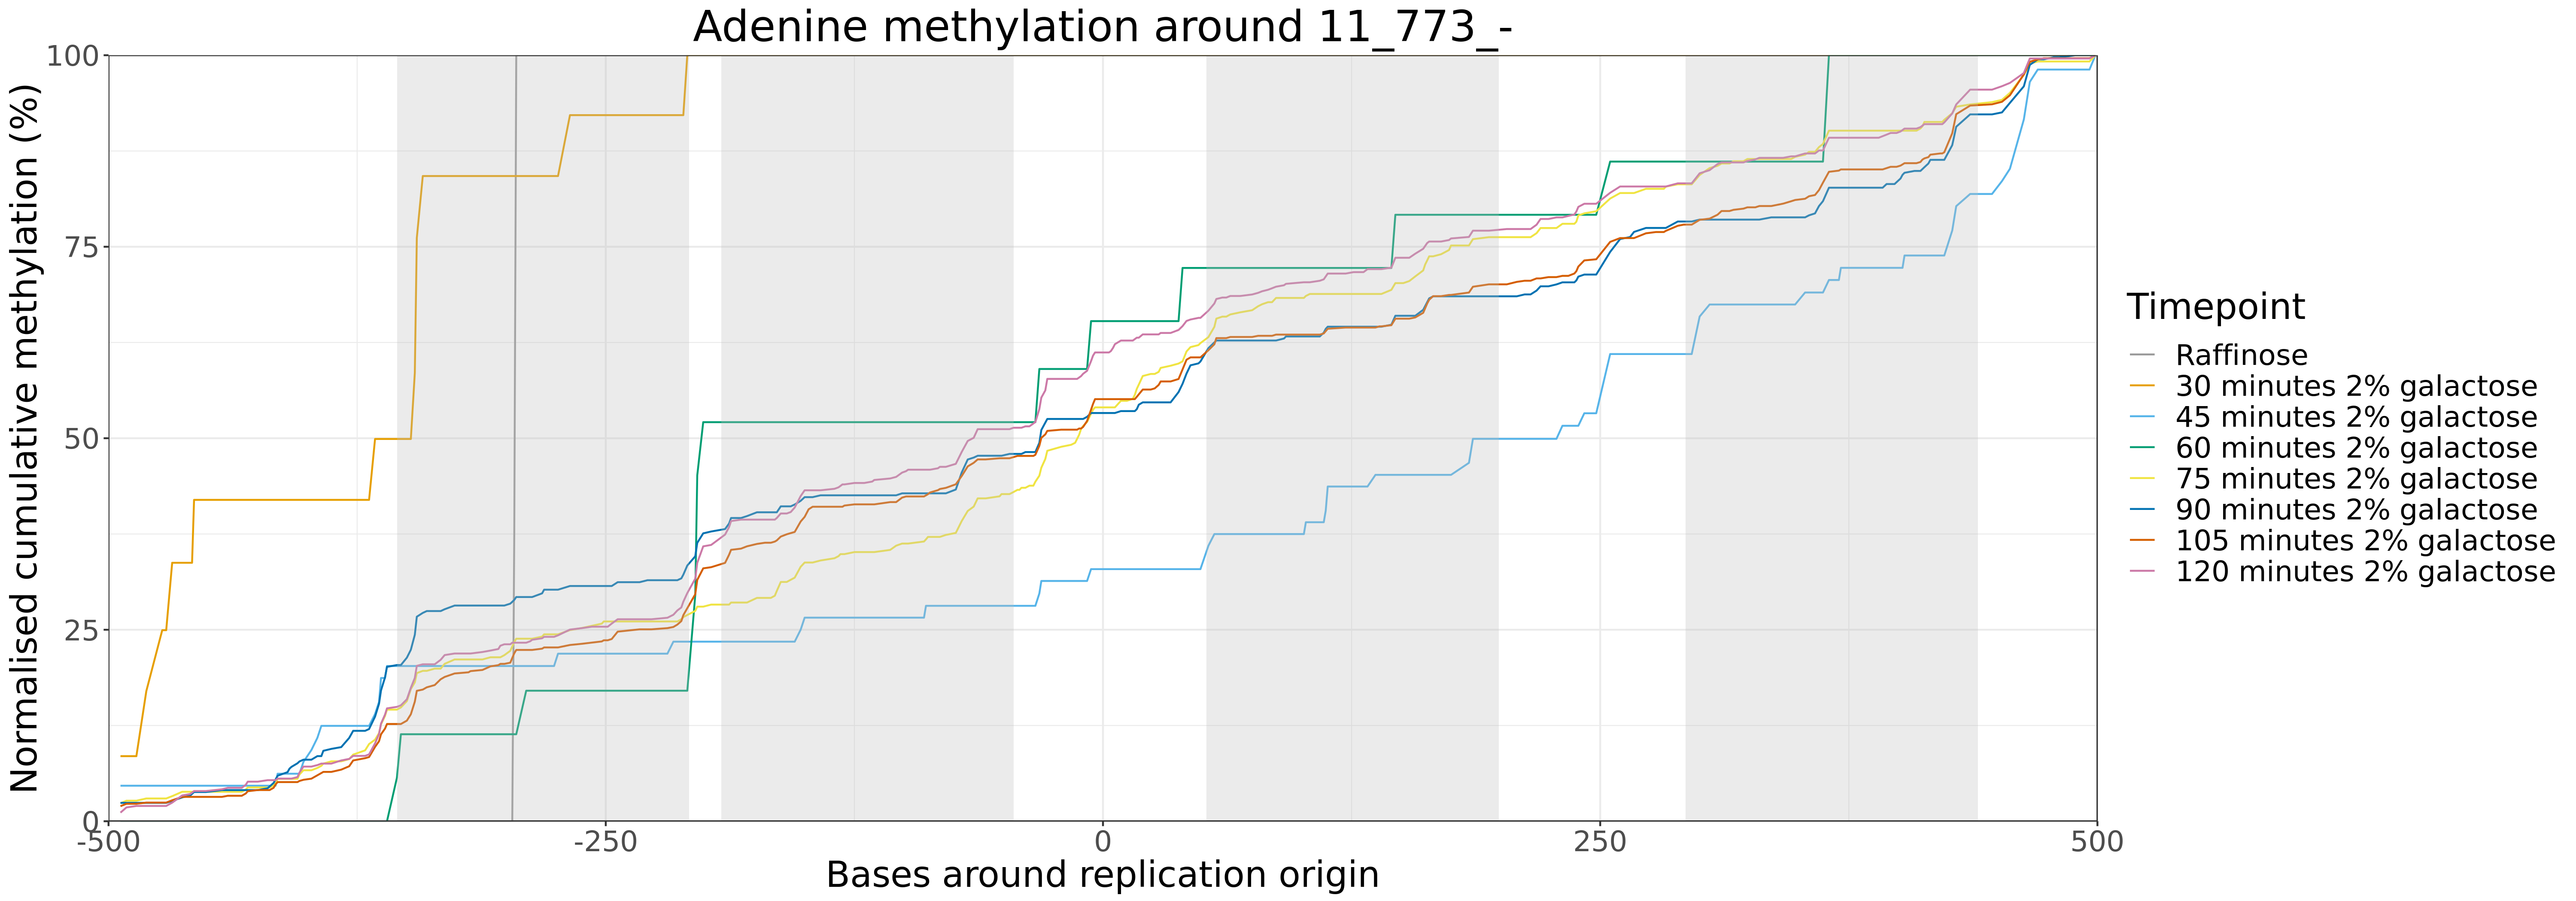 Adenine methylation around 11_773_-
Normalised cumulative methylation (%)
100
75
50
25
0
-500
-250
0
250
500
Bases around replication origin
Timepoint
Raffinose
30 minutes 2% galactose
45 minutes 2% galactose
60 minutes 2% galactose
75 minutes 2% galactose
90 minutes 2% galactose
105 minutes 2% galactose
120 minutes 2% galactose